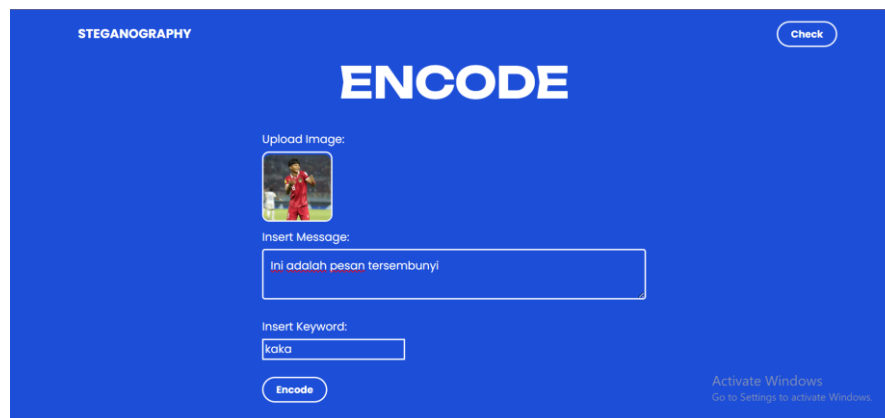 STEGANOGRAPHY
Check
ENCODE
Upload Image:
Insert Message:
Ini adalah pesan tersembunyi
Insert Keyword:
kaka
Encode
Activate Windows
Go to Settings to activate Windows.